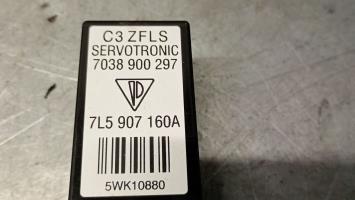 C3 ZFLS
SERVOTRONIC
7038 900 297
7L5 907 160A
5WK10880